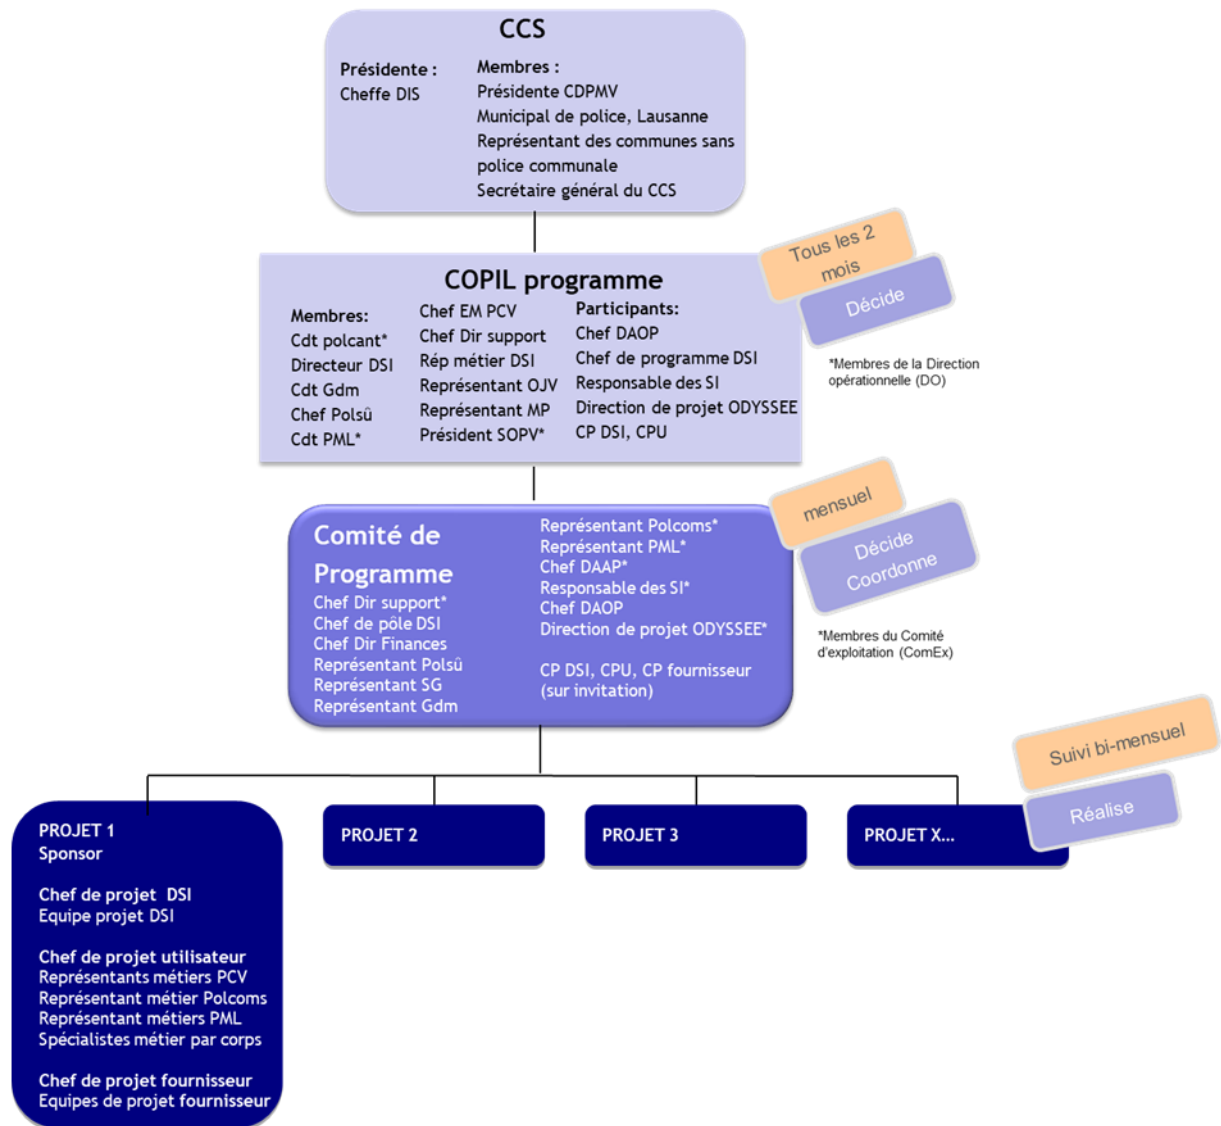 CCS
Présidente :
Cheffe DIS
Membres :
Présidente CDPMV
Municipal de police, Lausanne
Représentant des communes sans
police communale
Secrétaire général du CCS
COPIL programme
Membres:
Cdt polcant*
Directeur DSI
Cdt Gdm
Chef Polsû
Cdt PML*
Chef EM PCV
Chef Dir support
Rép métier DSI
Représentant OJV
Représentant MP
Président SOPV*
Participants:
Chef DAOP
Chef de programme DSI
Responsable des SI
Direction de projet ODYSSEE
CP DSI, CPU
Tous les 2
mois
Décide
*Membres de la Direction
opérationnelle (DO)
Comité de
Programme
Chef Dir support*
Chef de pôle DSI
Chef Dir Finances
Représentant Polsû
Représentant SG
Représentant Gdm
Représentant Polcoms*
Représentant PML*
Chef DAAP*
Responsable des SI*
Chef DAOP
Direction de projet ODYSSEE*
CP DSI, CPU, CP fournisseur
(sur invitation)
mensuel
Décide
Coordonne
*Membres du Comité
d'exploitation (ComEx)
Suivi bi-mensuel
Réalise
PROJET 1
Sponsor
Chef de projet DSI
Equipe projet DSI
Chef de projet utilisateur
Représentants métiers PCV
Représentant métier Polcoms
Représentant métiers PML
Spécialistes métier par corps
Chef de projet fournisseur
Equipes de projet fournisseur
PROJET 2
PROJET 3
PROJET X...